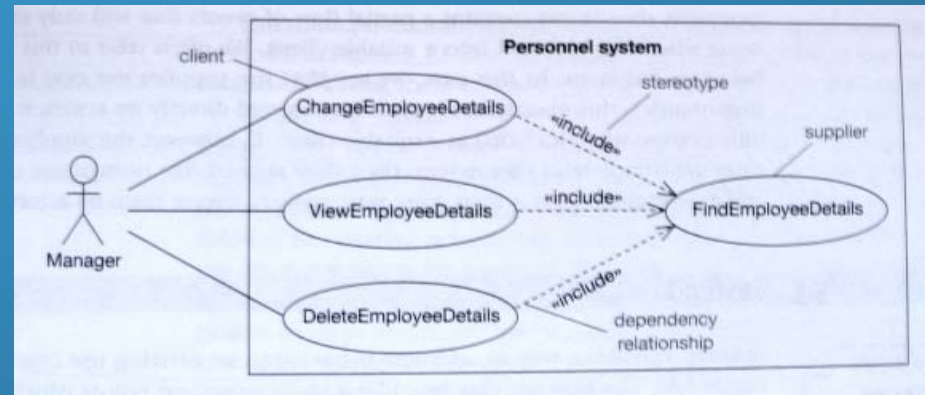 Personnel system
client
ChangeEmployeeDetails
stereotype
«include»
supplier
ViewEmployeeDetails
«include»
FindEmployeeDetails
Manager
«include»
DeleteEmployeeDetails
dependency
relationship